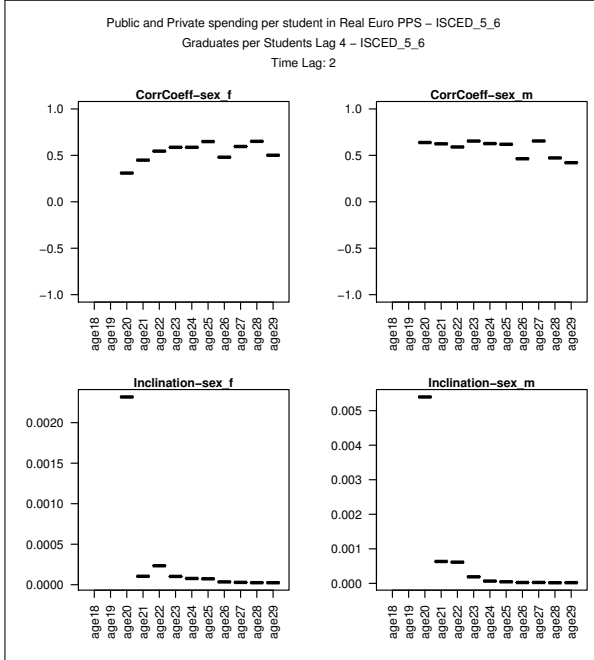 Public and Private spending per student in Real Euro PPS − ISCED_5_6
Graduates per Students Lag 4 − ISCED_5_6
Time Lag: 2
CorrCoeff−sex_f
1.0
0.5
0.0
−0.5
−1.0
age18
age19
age20
age21
age22
age23
age24
age25
age26
age27
age28
age29
CorrCoeff−sex_m
1.0
0.5
0.0
−0.5
−1.0
age18
age19
age20
age21
age22
age23
age24
age25
age26
age27
age28
age29
Inclination−sex_f
0.0020
0.0015
0.0010
0.0005
0.0000
age18
age19
age20
age21
age22
age23
age24
age25
age26
age27
age28
age29
Inclination−sex_m
0.005
0.004
0.003
0.002
0.001
0.000
age18
age19
age20
age21
age22
age23
age24
age25
age26
age27
age28
age29